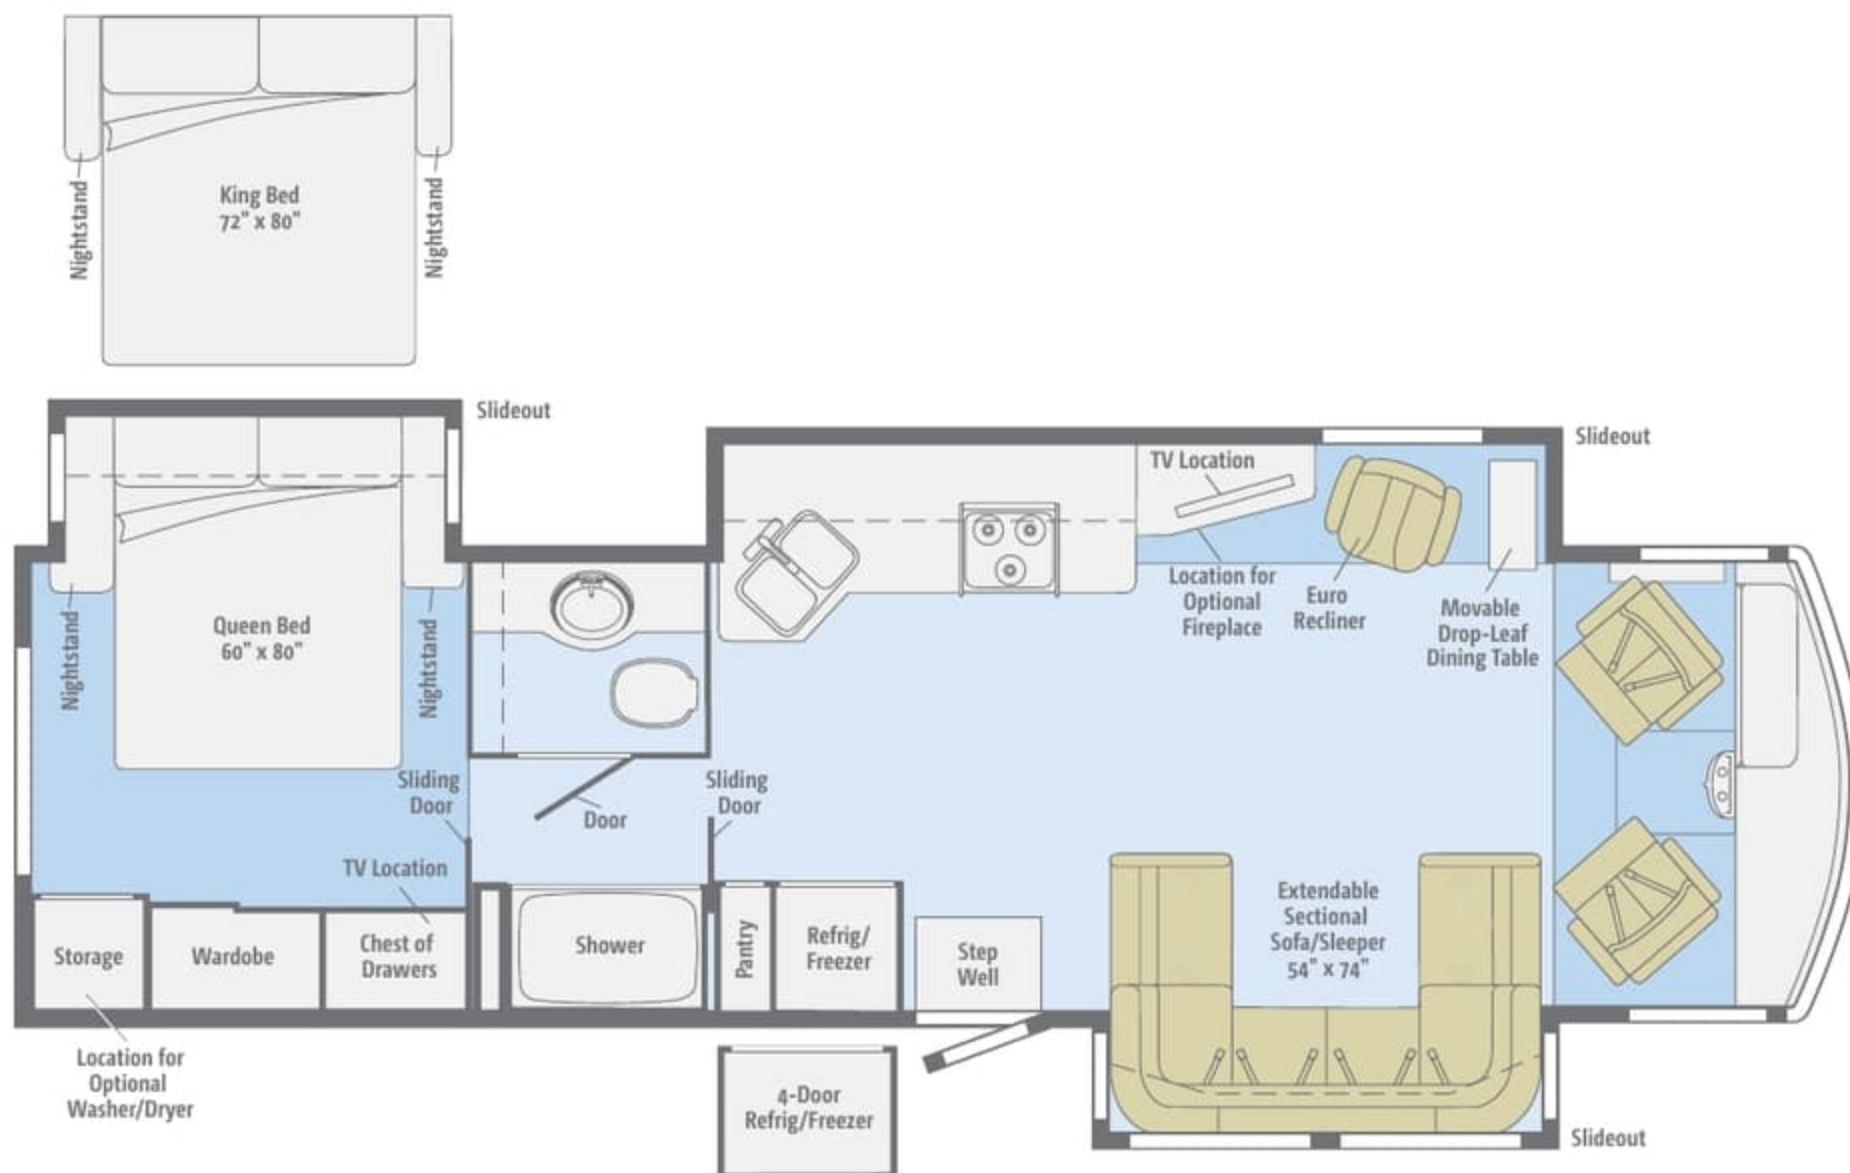 King Bed
72" x 80"
Nightstand
Nightstand
Slideout
Slideout
TV Location
Queen Bed
60" x 80"
Nightstand
Nightstand
Location for
Optional
Fireplace
Euro
Recliner
Movable
Drop-Leaf
Dining Table
Sliding
Door
Door
Sliding
Door
TV Location
Storage
Wardobe
Chest of
Drawers
Shower
Pantry
Refrig/
Freezer
Step
Well
Extendable
Sectional
Sofa/Sleeper
54" x 74"
Location for
Optional
Washer/Dryer
4-Door
Refrig/Freezer
Slideout